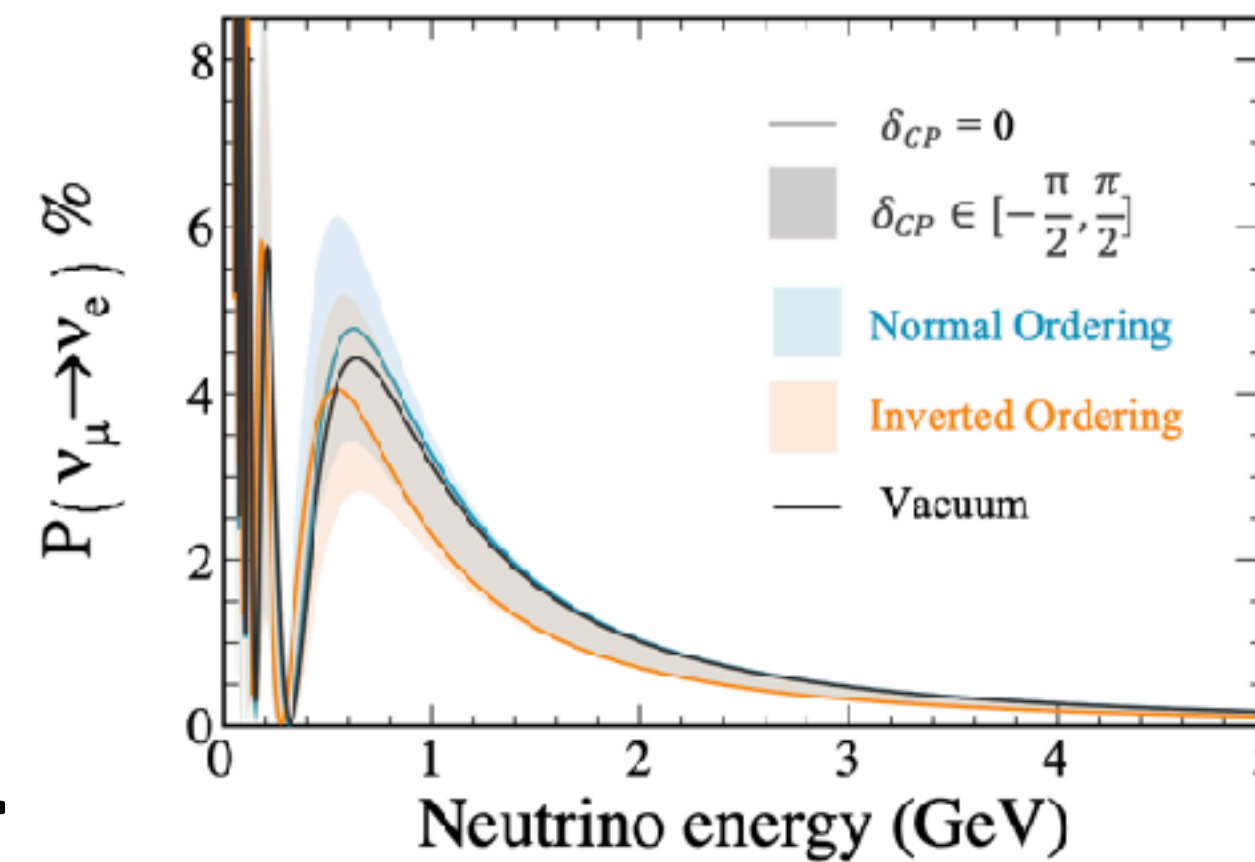 8
6
4
2
0
P( νμ→νe ) %
δCP = 0
δCP ∈ [−π/2, π/2]
Normal Ordering
Inverted Ordering
Vacuum
0 1 2 3 4
Neutrino energy (GeV)